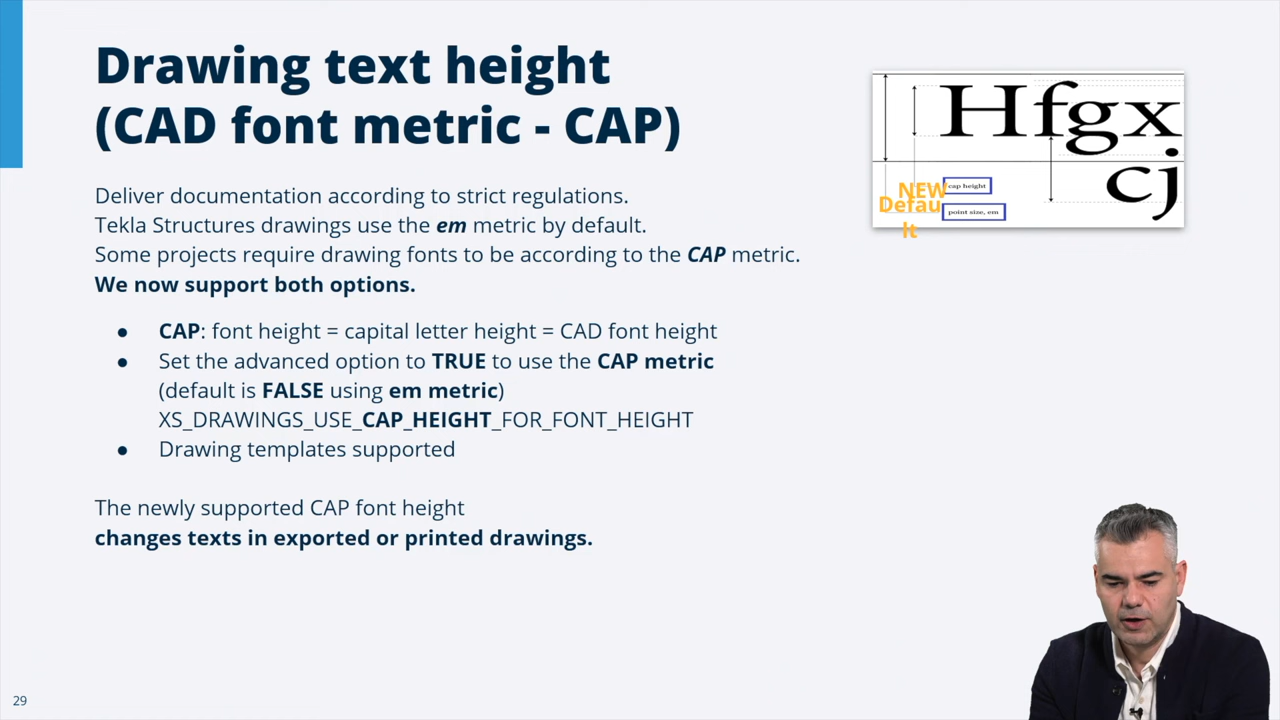 Drawing text height
(CAD font metric - CAP)
Deliver documentation according to strict regulations.
Tekla Structures drawings use the em metric by default.
Some projects require drawing fonts to be according to the CAP metric.
We now support both options.
● CAP: font height = capital letter height = CAD font height
● Set the advanced option to TRUE to use the CAP metric
(default is FALSE using em metric)
XS_DRAWINGS_USE_CAP_HEIGHT_FOR_FONT_HEIGHT
● Drawing templates supported
The newly supported CAP font height
changes texts in exported or printed drawings.
Hfgx
cj
NEW
cap height
Defau
lt
point size, em
29